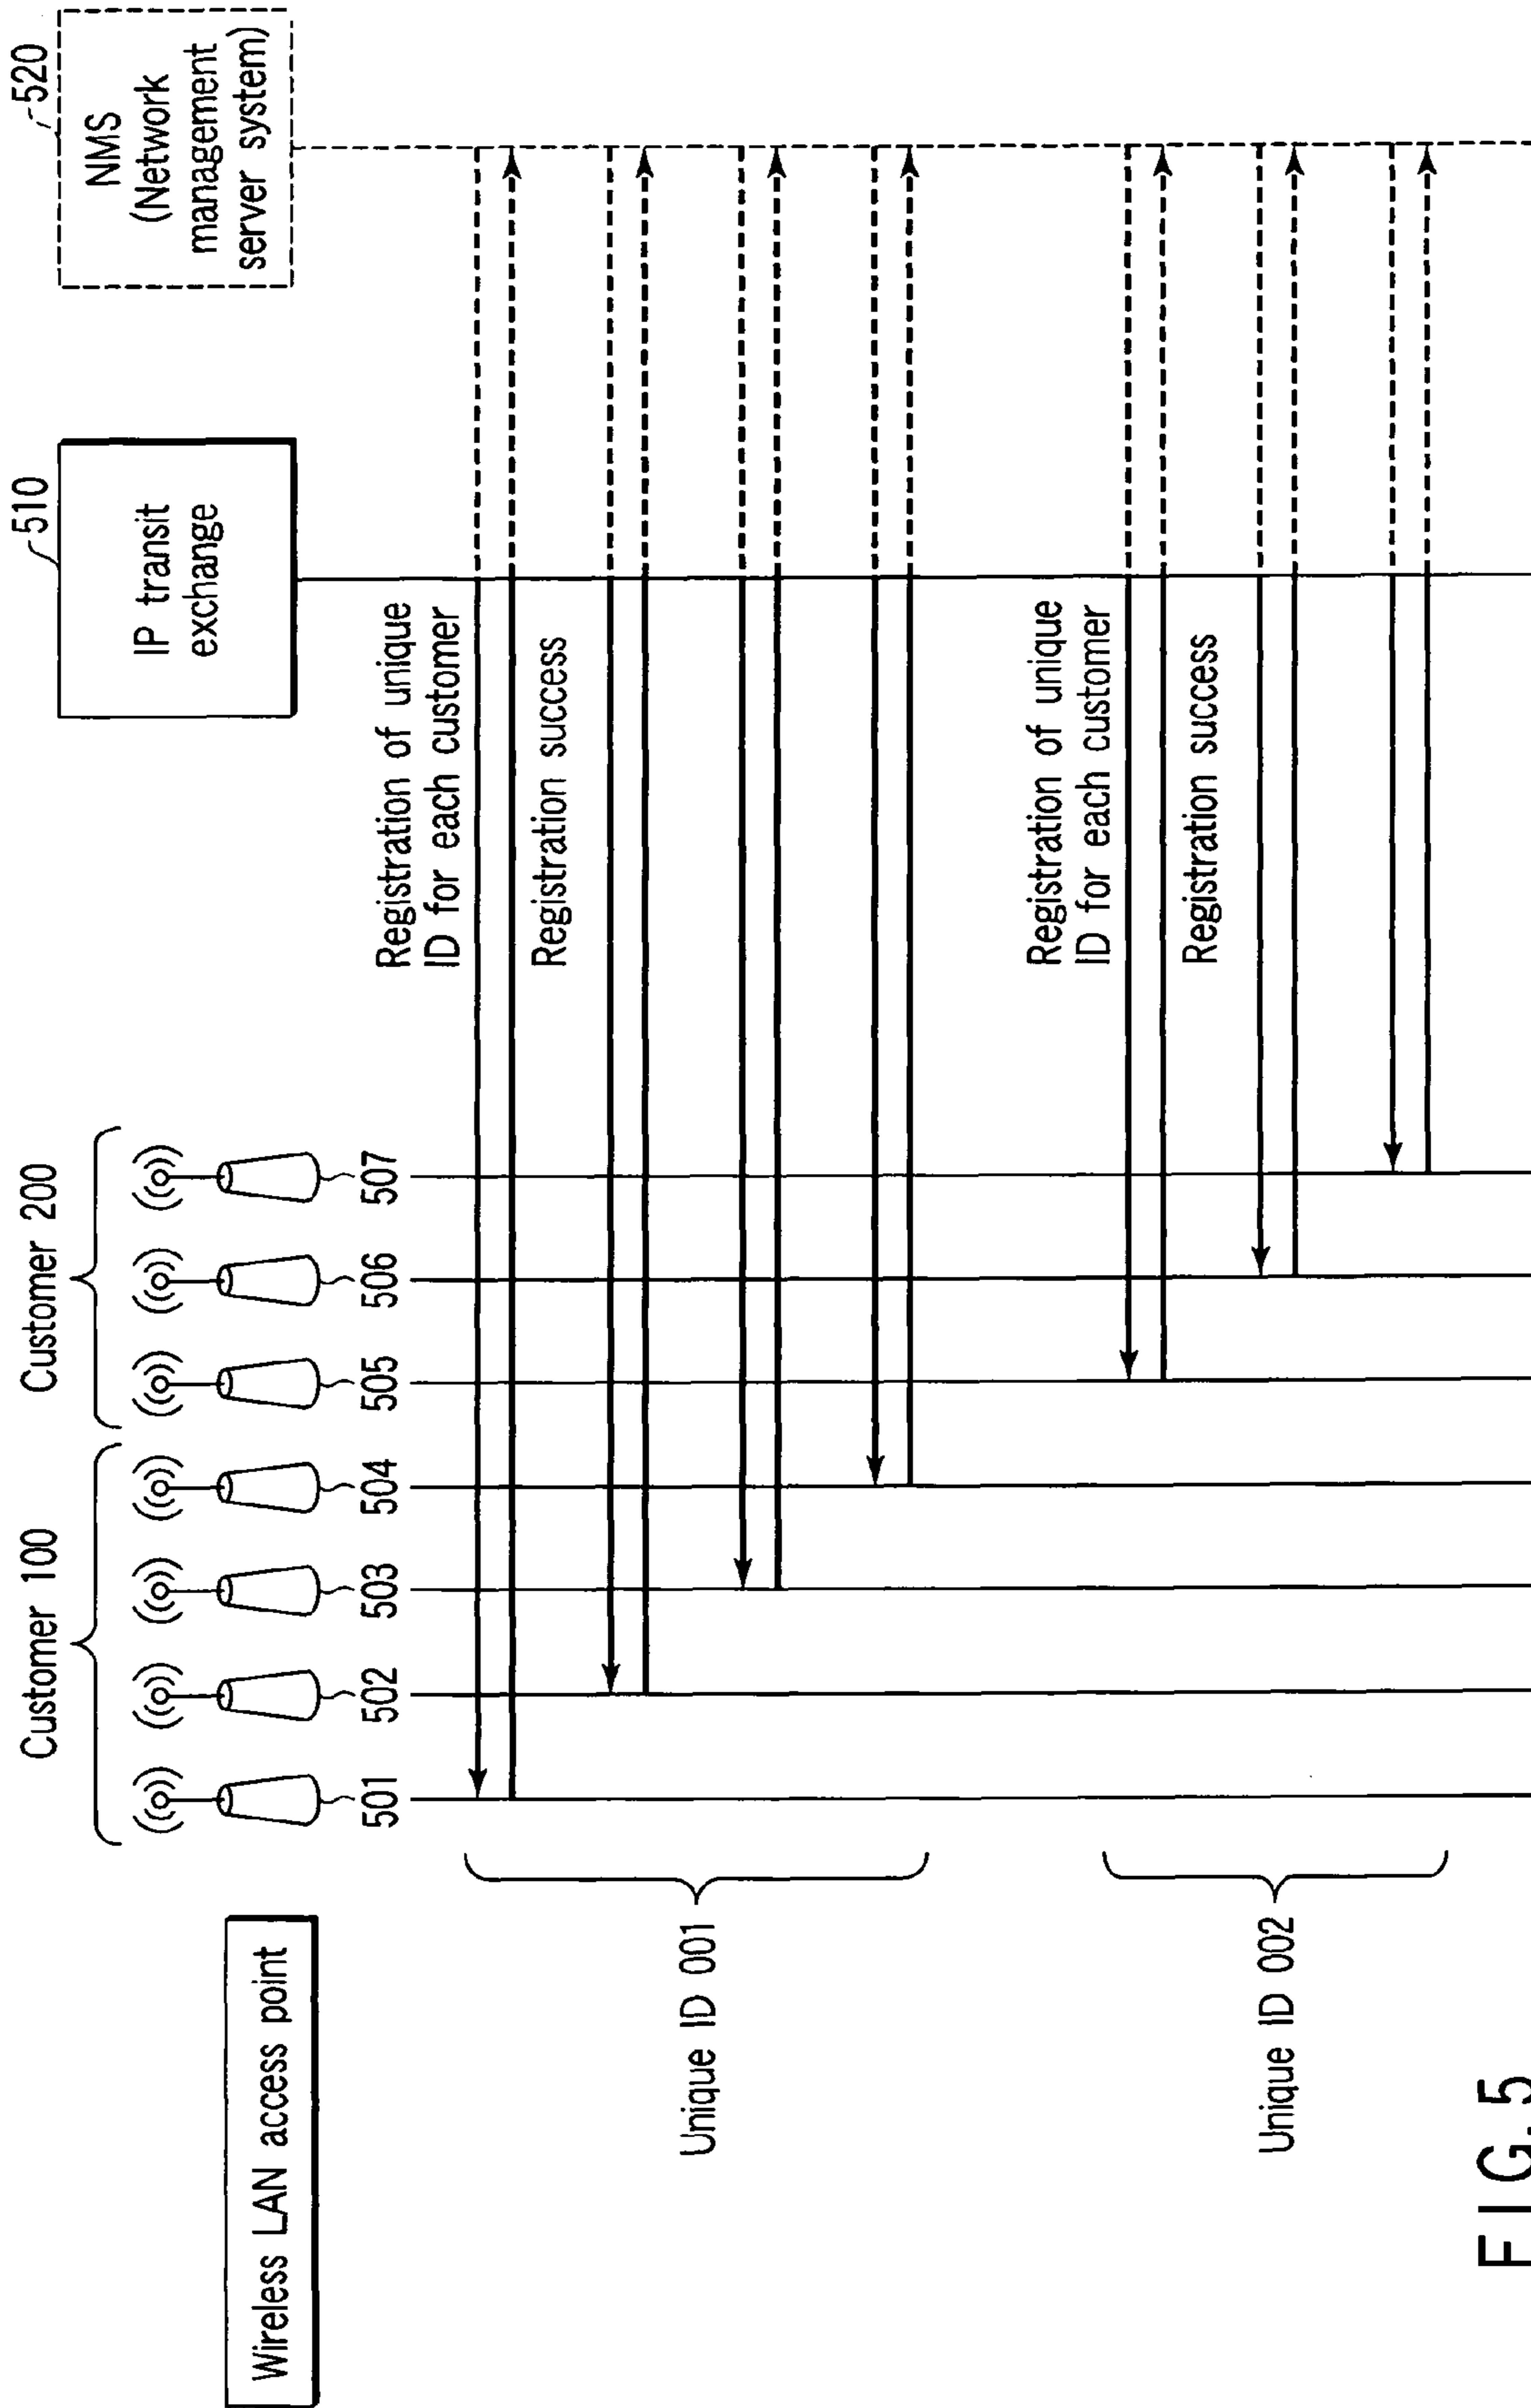 Customer 100
Customer 200
510
520
IP transit
exchange
NMS
(Network
management
server system)
Wireless LAN access point
501
502
503
504
505
506
507
Registration of unique
ID for each customer
Registration success
Unique ID 001
Registration of unique
ID for each customer
Registration success
Unique ID 002
FIG. 5